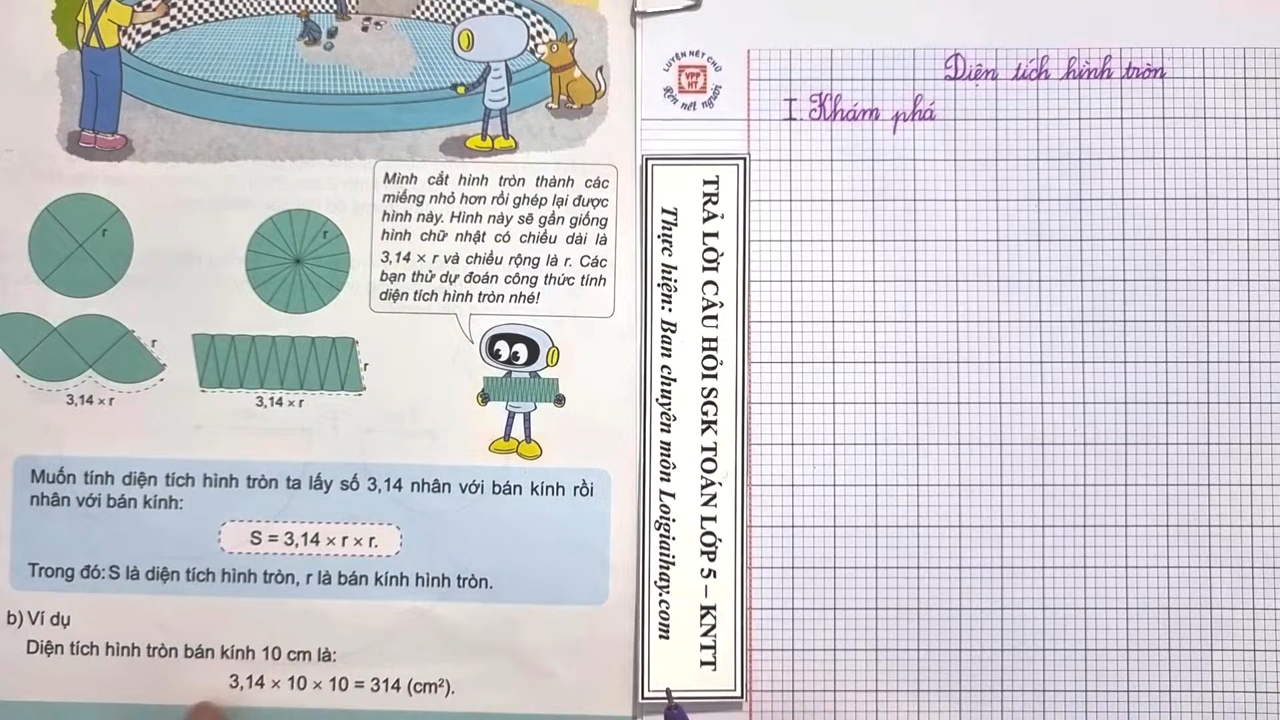 Mình cắt hình tròn thành các
miếng nhỏ hơn rồi ghép lại được
hình này. Hình này sẽ gần giống
hình chữ nhật có chiều dài là
3,14 × r và chiều rộng là r. Các
bạn thử dự đoán công thức tính
diện tích hình tròn nhé!
r
r
r
3,14 × r
r
3,14 × r
Muốn tính diện tích hình tròn ta lấy số 3,14 nhân với bán kính rồi
nhân với bán kính:
S = 3,14 × r × r.
Trong đó: S là diện tích hình tròn, r là bán kính hình tròn.
b) Ví dụ
Diện tích hình tròn bán kính 10 cm là:
3,14 × 10 × 10 = 314 (cm²).
LUYỆN NÉT CHỮ
VPP
HT
Rèn nết người
TRẢ LỜI CÂU HỎI SGK TOÁN LỚP 5 – KNTT
Thực hiện: Ban chuyên môn Loigiaihay.com
Diện tích hình tròn
I. Khám phá